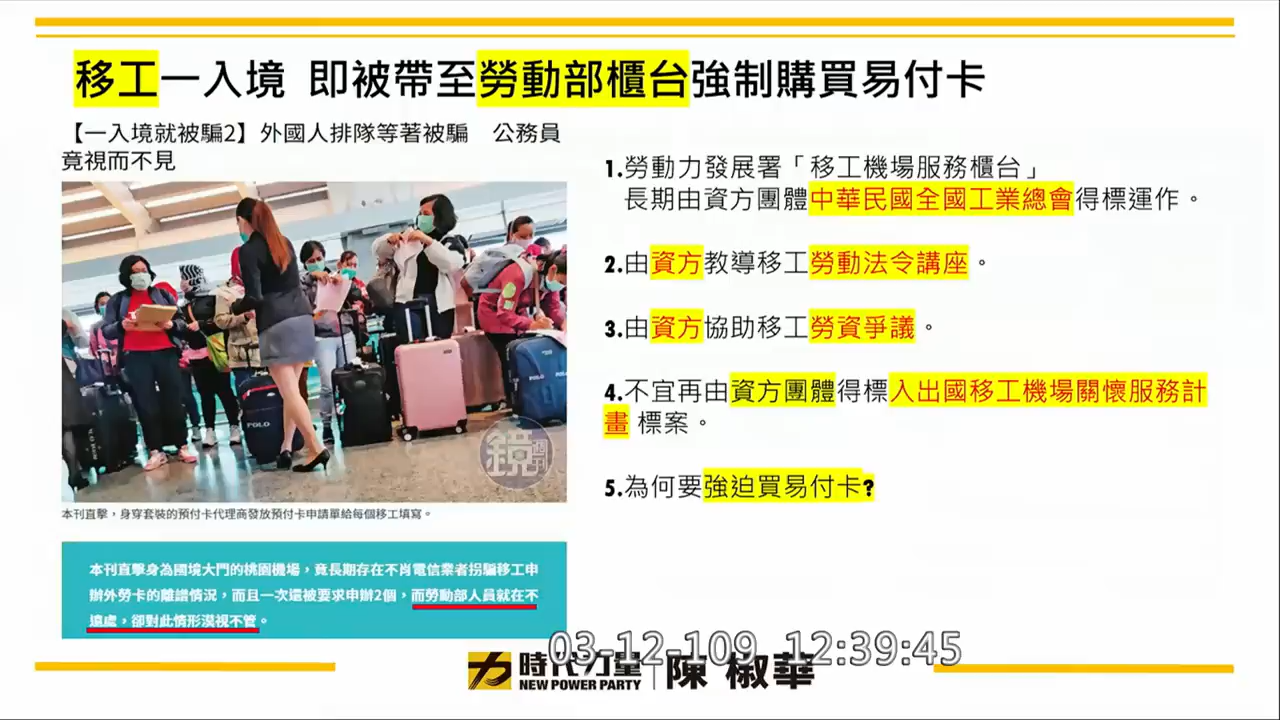 移工一入境 即被帶至勞動部櫃台強制購買易付卡
【一入境就被騙2】外國人排隊等著被騙 公務員
竟視而不見
POLO
POLO
POLO
鏡週刊
本刊直擊，身穿套裝的預付卡代理商發放預付卡申請單給每個移工填寫。
本刊直擊身為國境大門的桃園機場，竟長期存在不肖電信業者拐騙移工申
辦外勞卡的離譜情況，而且一次還被要求申辦2個，而勞動部人員就在不
遠處，卻對此情形漠視不管。
1.勞動力發展署「移工機場服務櫃台」
長期由資方團體中華民國全國工業總會得標運作。
2.由資方教導移工勞動法令講座。
3.由資方協助移工勞資爭議。
4.不宜再由資方團體得標入出國移工機場關懷服務計
畫 標案。
5.為何要強迫買易付卡?
03-12-109 12:39:45
時代力量
NEW POWER PARTY
陳 椒華